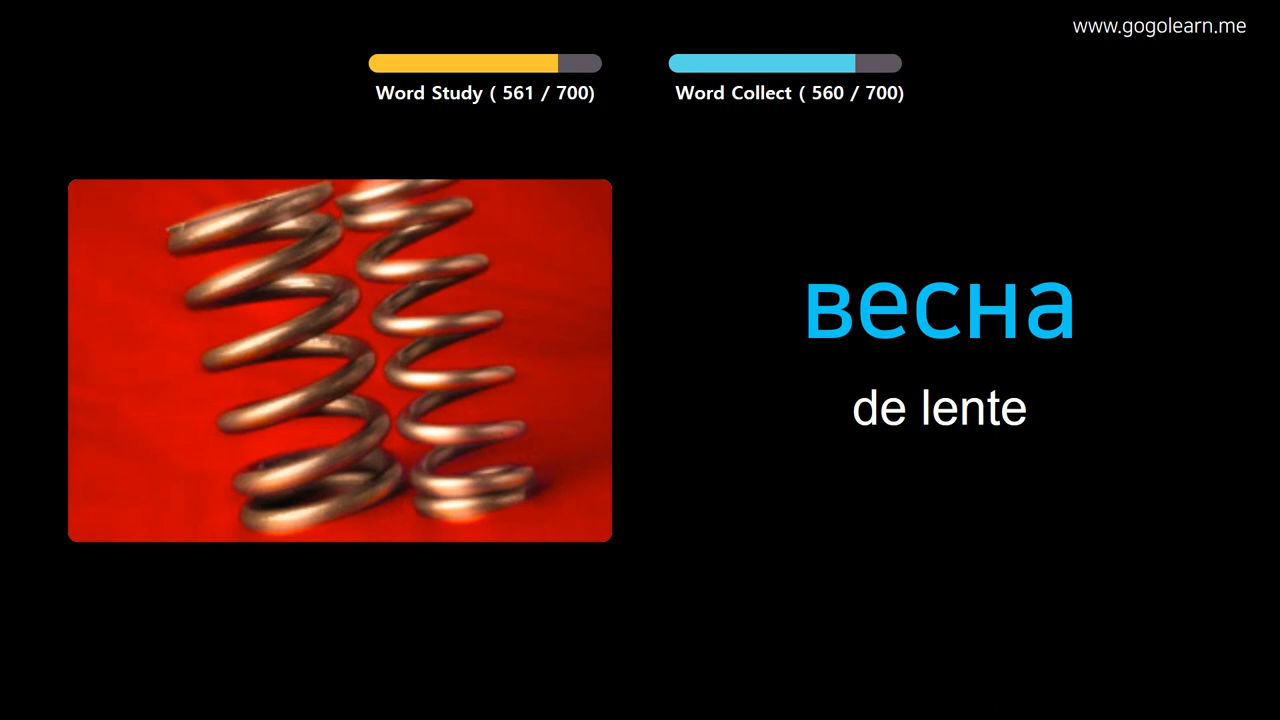 www.gogolearn.me
Word Study ( 561 / 700)
Word Collect ( 560 / 700)
весна
de lente